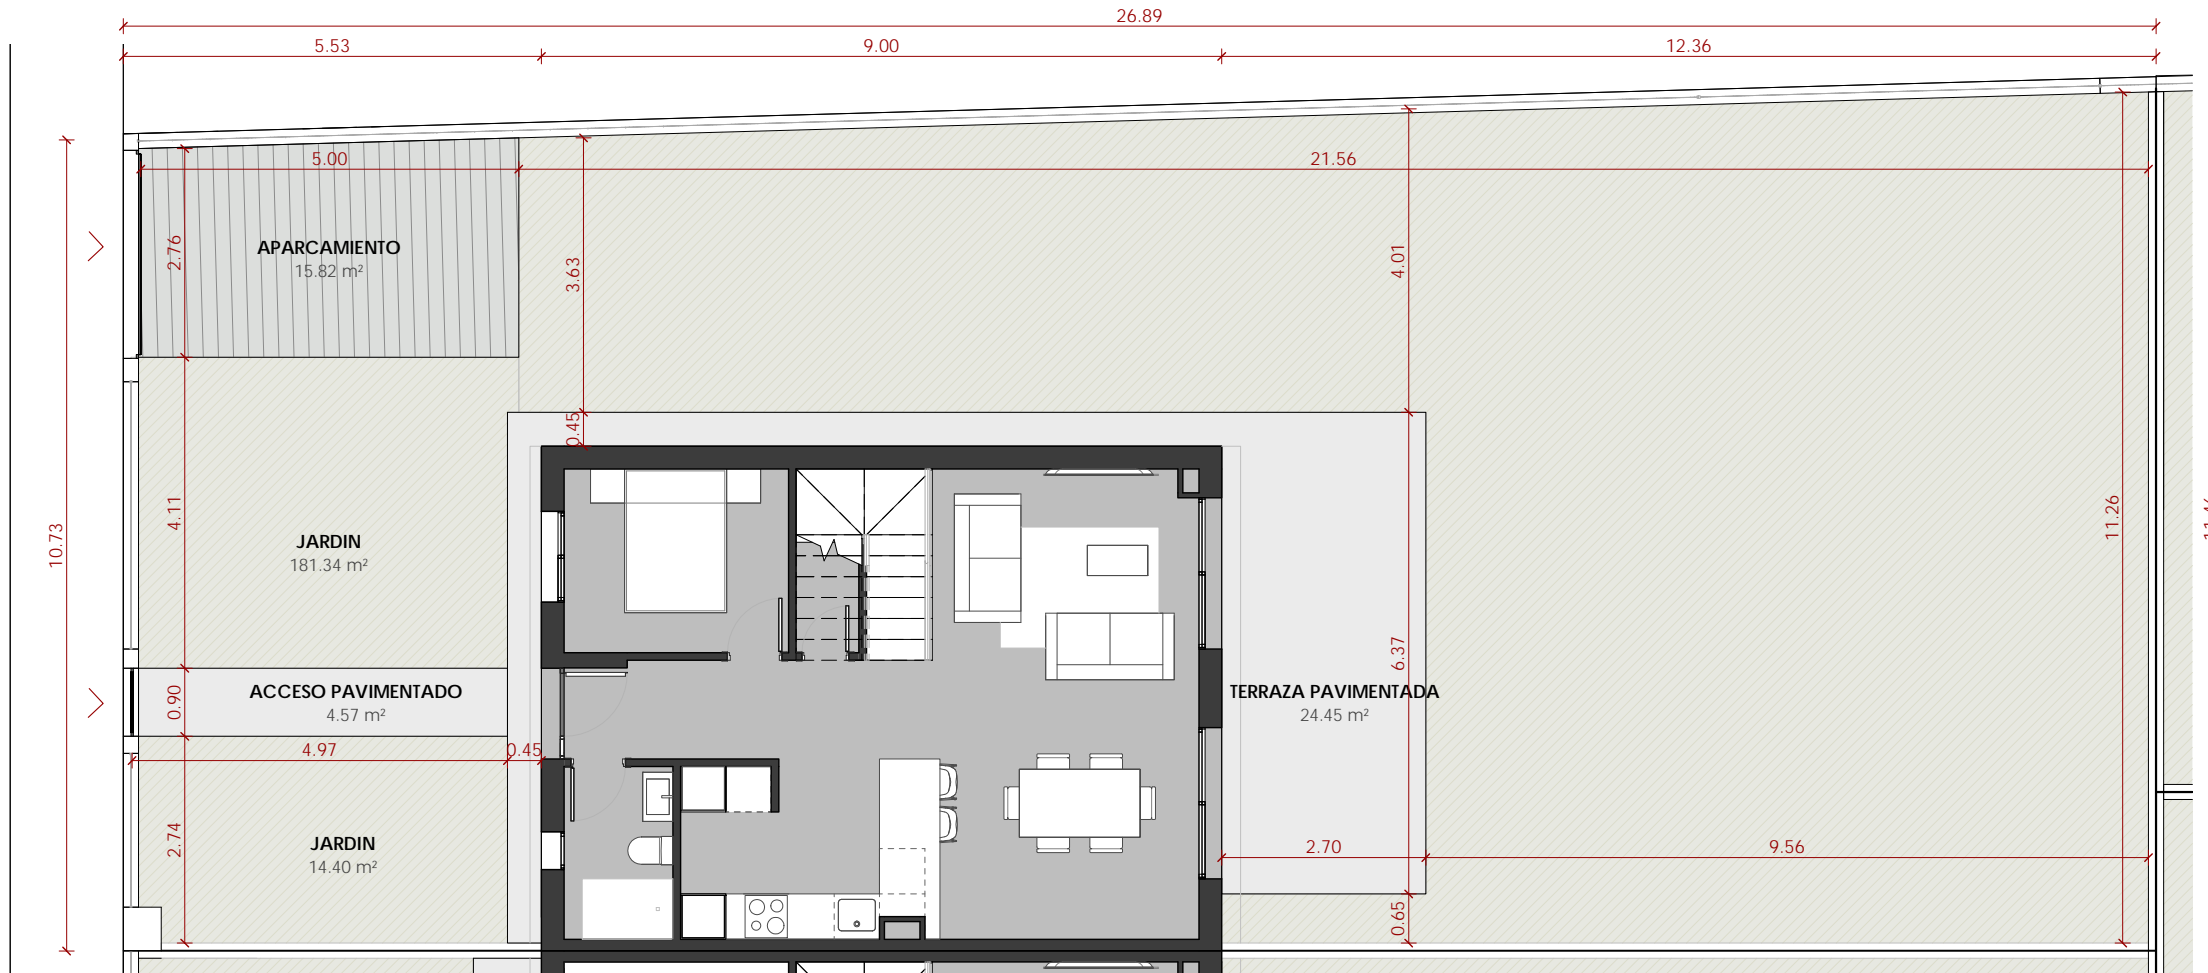 26.89
5.53
9.00
12.36
5.00
21.56
2.76
APARCAMIENTO
15.82 m²
3.63
4.01
0.45
4.11
10.73
JARDIN
181.34 m²
11.26
6.37
0.90
ACCESO PAVIMENTADO
4.57 m²
TERRAZA PAVIMENTADA
24.45 m²
4.97
0.45
2.74
JARDIN
14.40 m²
2.70
9.56
0.65